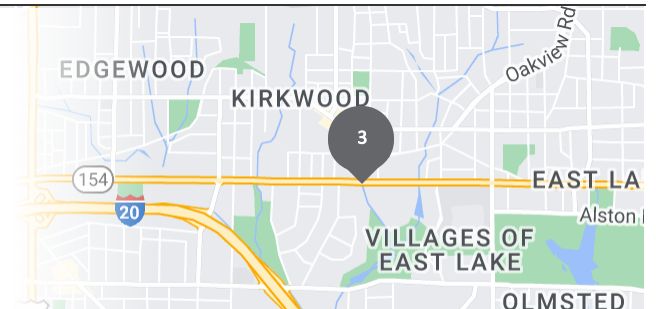 Oakview Rd
EDGEWOOD
KIRKWOOD
3
154
EAST LA
20
Alston
VILLAGES OF
EAST LAKE
OLMSTED